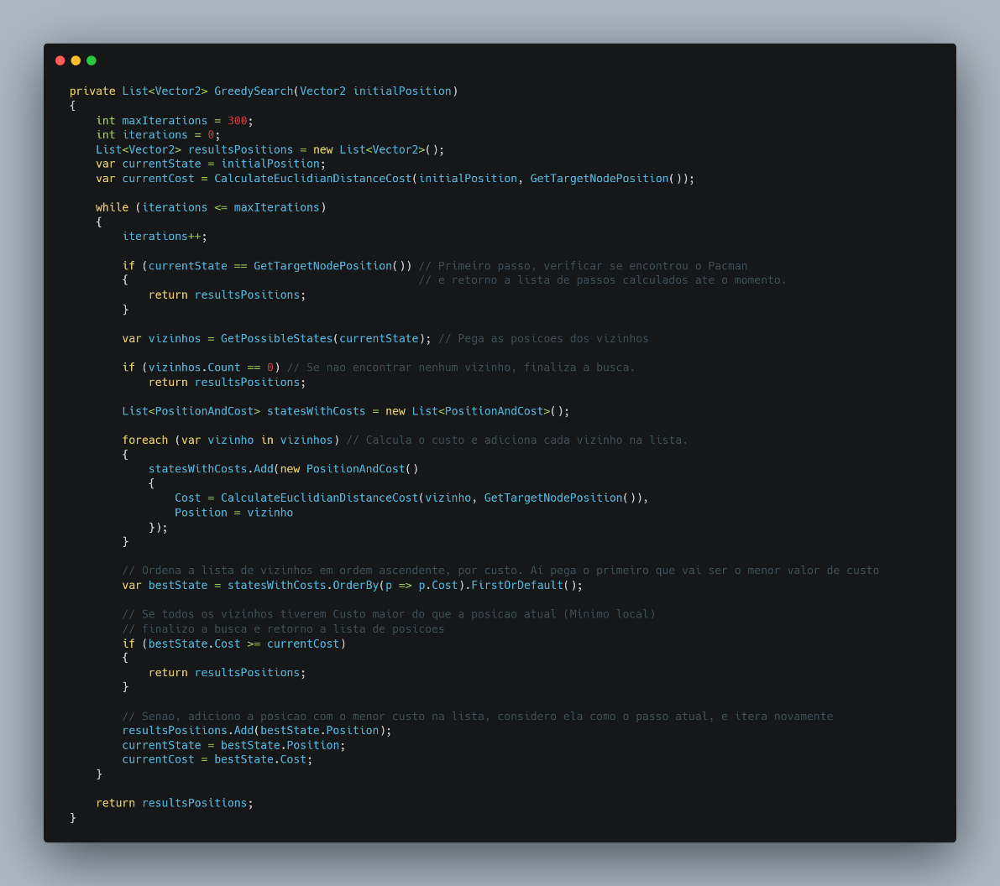 private List<Vector2> GreedySearch(Vector2 initialPosition)
{
    int maxIterations = 300;
    int iterations = 0;
    List<Vector2> resultsPositions = new List<Vector2>();
    var currentState = initialPosition;
    var currentCost = CalculateEuclidianDistanceCost(initialPosition, GetTargetNodePosition());

    while (iterations <= maxIterations)
    {
        iterations++;

        if (currentState == GetTargetNodePosition()) // Primeiro passo, verificar se encontrou o Pacman
        {                                            // e retorno a lista de passos calculados ate o momento.
            return resultsPositions;
        }

        var vizinhos = GetPossibleStates(currentState); // Pega as posicoes dos vizinhos

        if (vizinhos.Count == 0) // Se nao encontrar nenhum vizinho, finaliza a busca.
            return resultsPositions;

        List<PositionAndCost> statesWithCosts = new List<PositionAndCost>();

        foreach (var vizinho in vizinhos) // Calcula o custo e adiciona cada vizinho na lista.
        {
            statesWithCosts.Add(new PositionAndCost()
            {
                Cost = CalculateEuclidianDistanceCost(vizinho, GetTargetNodePosition()),
                Position = vizinho
            });
        }

        // Ordena a lista de vizinhos em ordem ascendente, por custo. Aí pega o primeiro que vai ser o menor valor de custo
        var bestState = statesWithCosts.OrderBy(p => p.Cost).FirstOrDefault();

        // Se todos os vizinhos tiverem Custo maior do que a posicao atual (Minimo local)
        // finalizo a busca e retorno a lista de posicoes
        if (bestState.Cost >= currentCost)
        {
            return resultsPositions;
        }

        // Senao, adiciono a posicao com o menor custo na lista, considero ela como o passo atual, e itera novamente
        resultsPositions.Add(bestState.Position);
        currentState = bestState.Position;
        currentCost = bestState.Cost;
    }

    return resultsPositions;
}